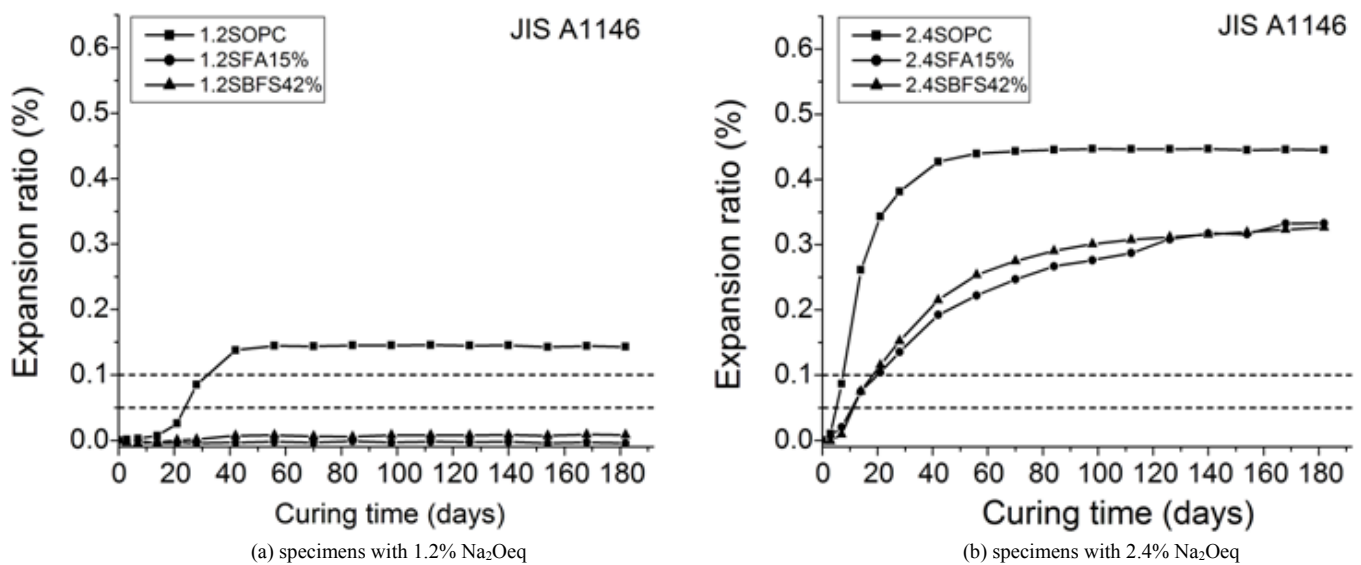 JIS A1146
1.2SOPC
1.2SFA15%
1.2SBFS42%
Expansion ratio (%)
0.6
0.5
0.4
0.3
0.2
0.1
0.0
0 20 40 60 80 100 120 140 160 180
Curing time (days)
(a) specimens with 1.2% Na₂Oeq
JIS A1146
2.4SOPC
2.4SFA15%
2.4SBFS42%
Expansion ratio (%)
0.6
0.5
0.4
0.3
0.2
0.1
0.0
0 20 40 60 80 100 120 140 160 180
Curing time (days)
(b) specimens with 2.4% Na₂Oeq